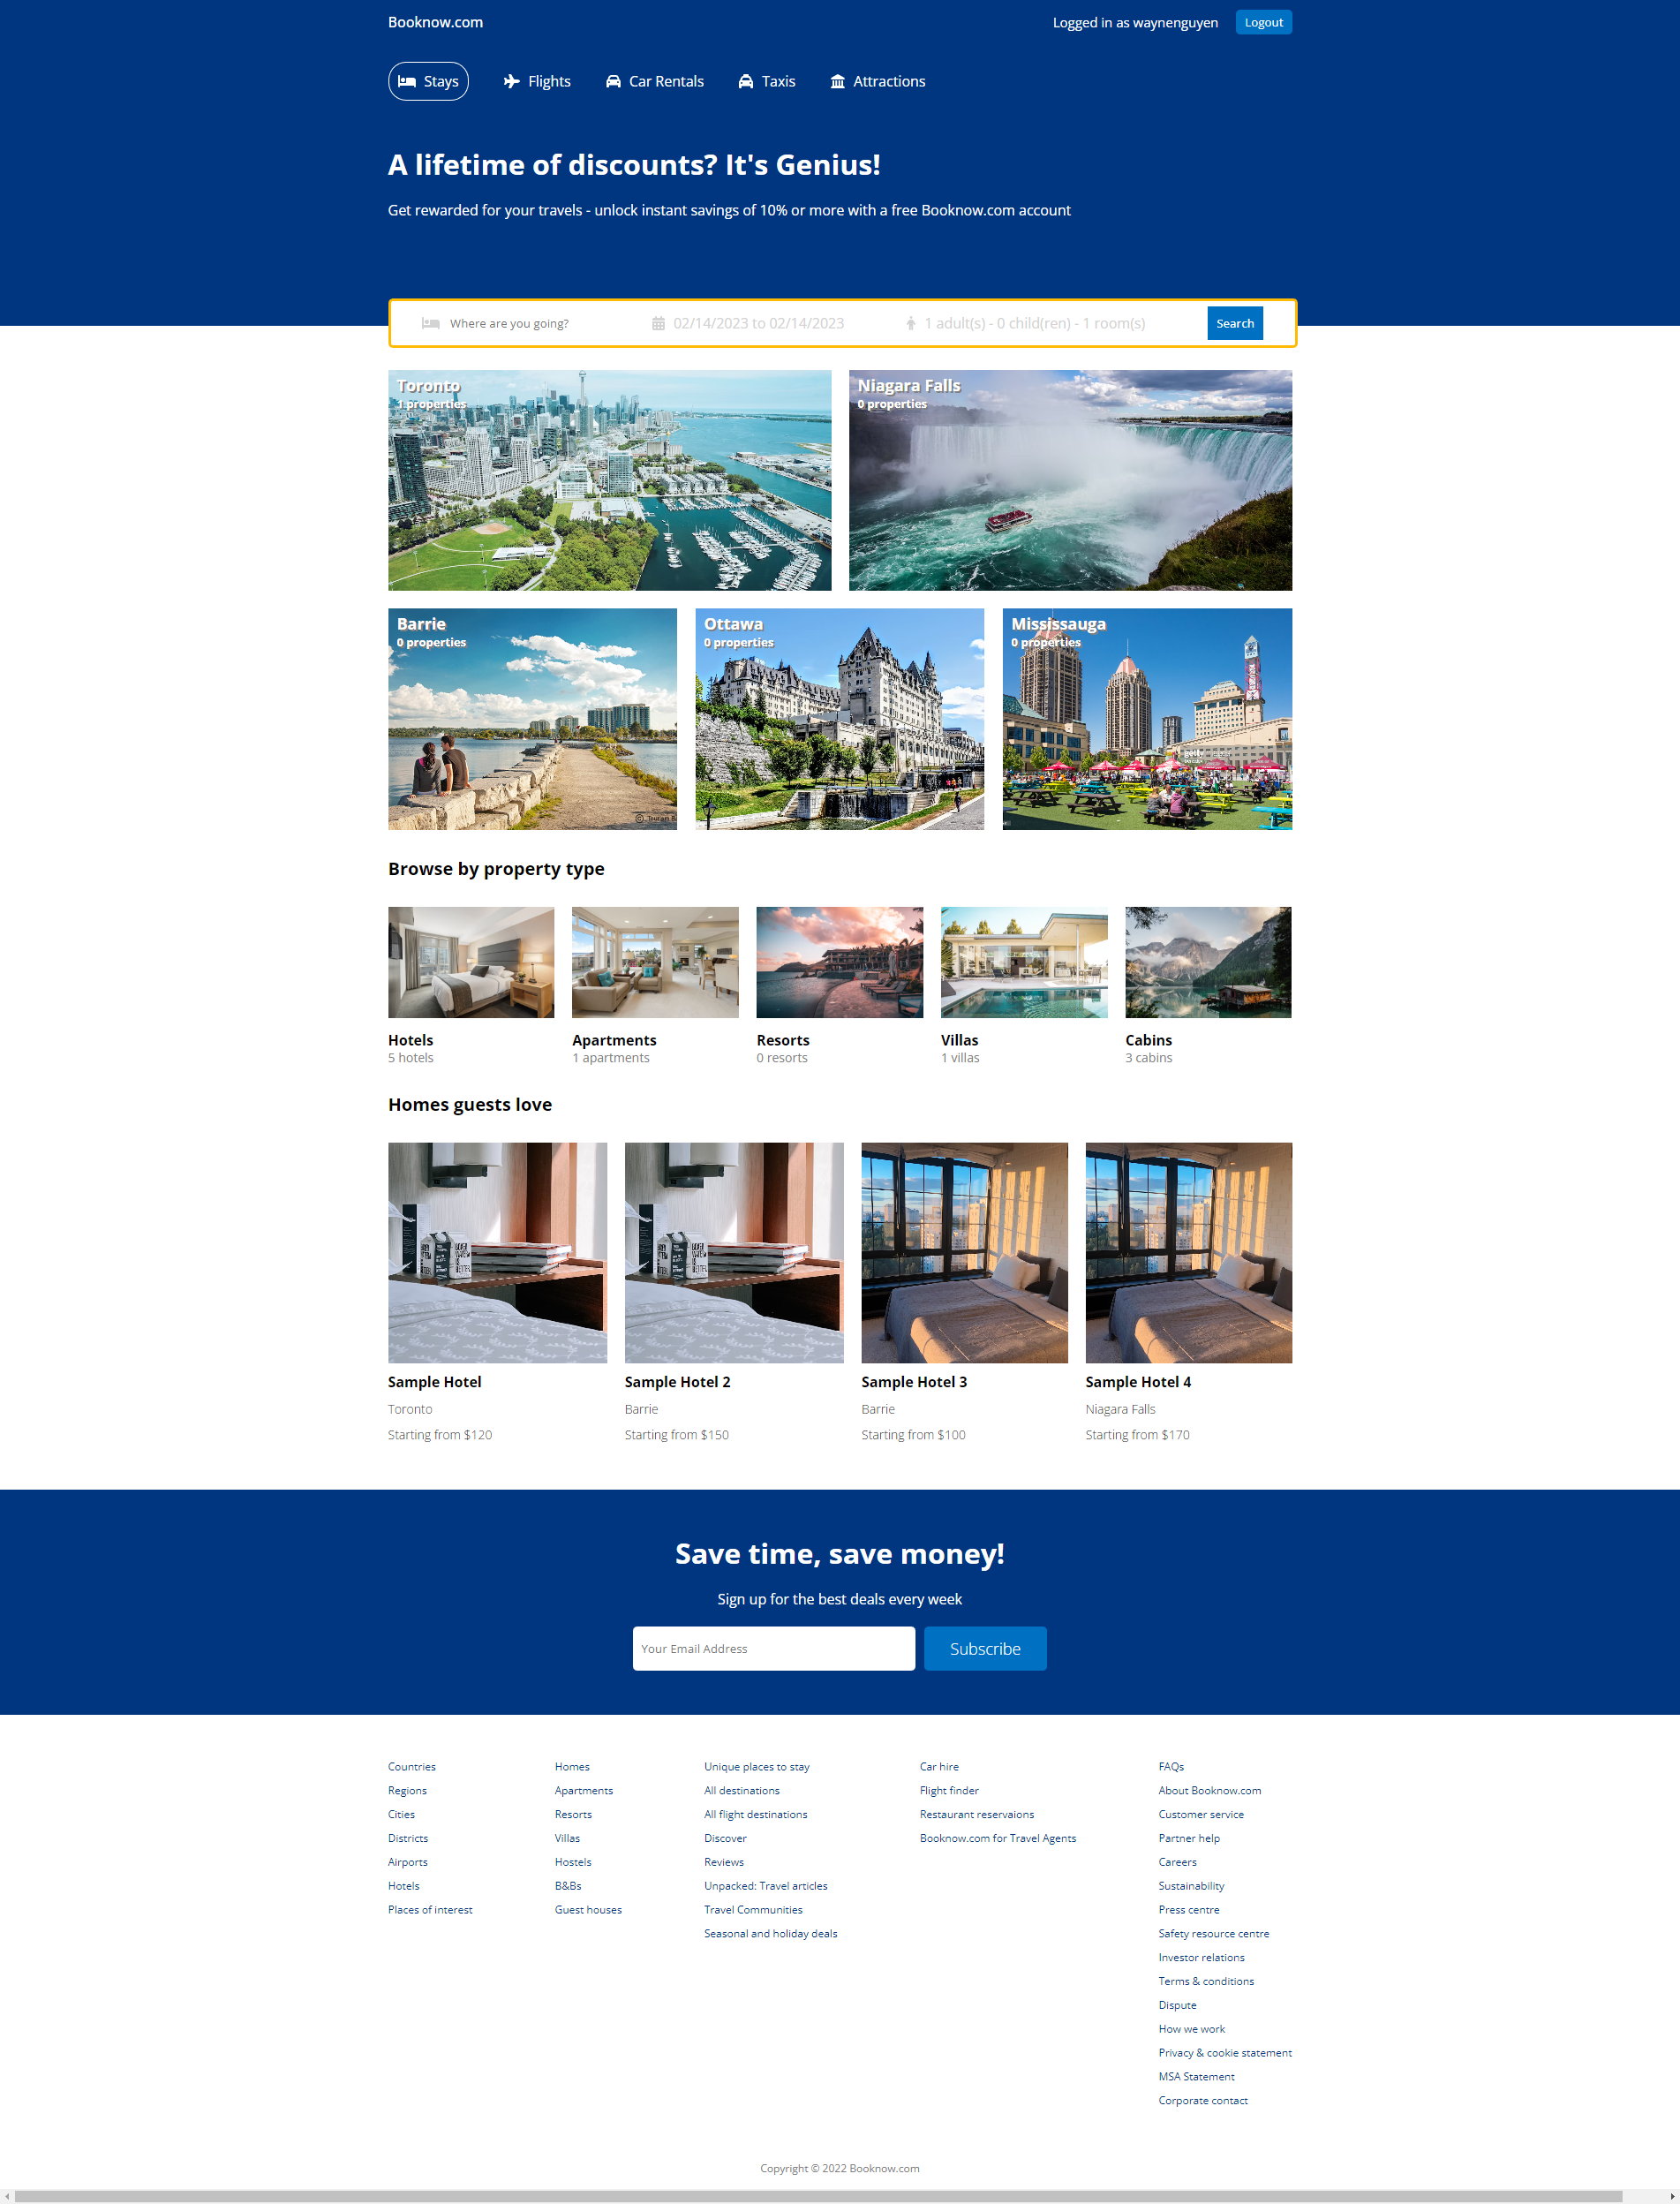 Booknow.com
Logged in as waynenguyen
Logout
Stays
Flights
Car Rentals
Taxis
Attractions
A lifetime of discounts? It's Genius!
Get rewarded for your travels - unlock instant savings of 10% or more with a free Booknow.com account
Where are you going?
02/14/2023 to 02/14/2023
1 adult(s) - 0 child(ren) - 1 room(s)
Search
Toronto
1 properties
Niagara Falls
0 properties
Barrie
0 properties
Ottawa
0 properties
Mississauga
0 properties
Browse by property type
Hotels
5 hotels
Apartments
1 apartments
Resorts
0 resorts
Villas
1 villas
Cabins
3 cabins
Homes guests love
Sample Hotel
Toronto
Starting from $120
Sample Hotel 2
Barrie
Starting from $150
Sample Hotel 3
Barrie
Starting from $100
Sample Hotel 4
Niagara Falls
Starting from $170
Save time, save money!
Sign up for the best deals every week
Your Email Address
Subscribe
Countries
Regions
Cities
Districts
Airports
Hotels
Places of interest
Homes
Apartments
Resorts
Villas
Hostels
B&Bs
Guest houses
Unique places to stay
All destinations
All flight destinations
Discover
Reviews
Unpacked: Travel articles
Travel Communities
Seasonal and holiday deals
Car hire
Flight finder
Restaurant reservaions
Booknow.com for Travel Agents
FAQs
About Booknow.com
Customer service
Partner help
Careers
Sustainability
Press centre
Safety resource centre
Investor relations
Terms & conditions
Dispute
How we work
Privacy & cookie statement
MSA Statement
Corporate contact
Copyright © 2022 Booknow.com